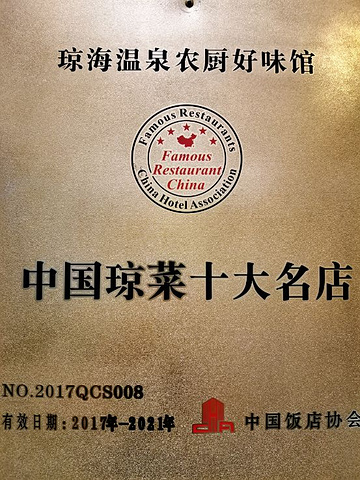 琼海温泉农厨好味馆
Famous Restaurants
Famous
Restaurant
China
China Hotel Association
中国琼菜十大名店
NO.2017QCS008
有效日期:2017年-2021年
中国饭店协会